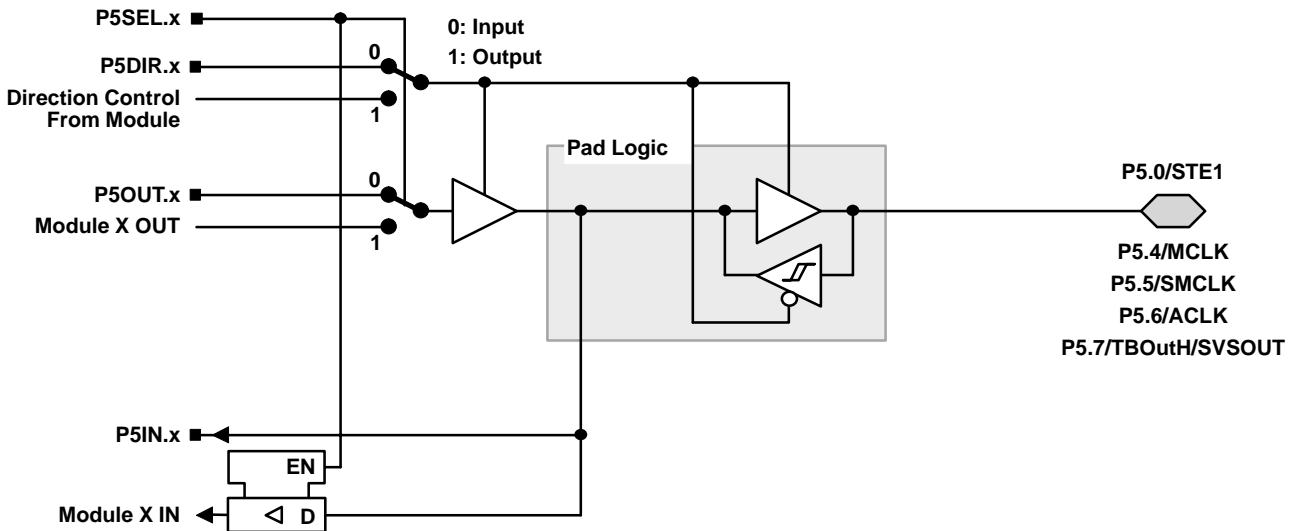 P5SEL.x
0: Input
1: Output
0
P5DIR.x
Direction Control
From Module
1
Pad Logic
P5.0/STE1
0
P5OUT.x
Module X OUT
1
P5.4/MCLK
P5.5/SMCLK
P5.6/ACLK
P5.7/TBOutH/SVSOUT
P5IN.x
EN
Module X IN
D